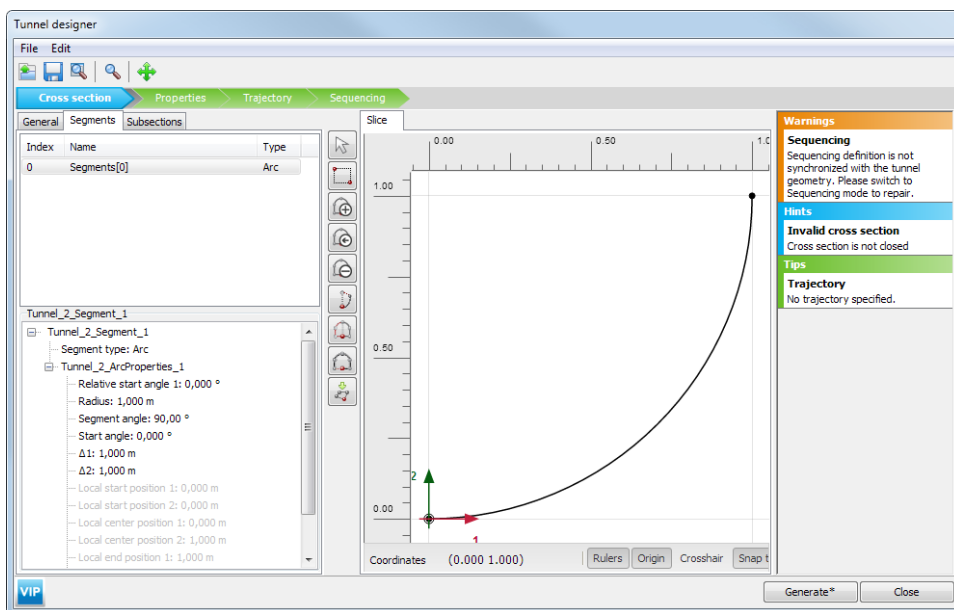 Tunnel designer
File Edit
Cross section Properties Trajectory Sequencing
General Segments Subsections
Index Name Type
0 Segments[0] Arc
Tunnel_2_Segment_1
Tunnel_2_Segment_1
Segment type: Arc
Tunnel_2_ArcProperties_1
Relative start angle 1: 0,000 °
Radius: 1,000 m
Segment angle: 90,00 °
Start angle: 0,000 °
Δ1: 1,000 m
Δ2: 1,000 m
Local start position 1: 0,000 m
Local start position 2: 0,000 m
Local center position 1: 0,000 m
Local center position 2: 1,000 m
Local end position 1: 1,000 m
Slice
0.00 0.50 1.0
1.00
0.50
0.00
2
1
Coordinates (0.000 1.000) Rulers Origin Crosshair Snap t
Warnings
Sequencing
Sequencing definition is not
synchronized with the tunnel
geometry. Please switch to
Sequencing mode to repair.
Hints
Invalid cross section
Cross section is not closed
Tips
Trajectory
No trajectory specified.
VIP
Generate* Close